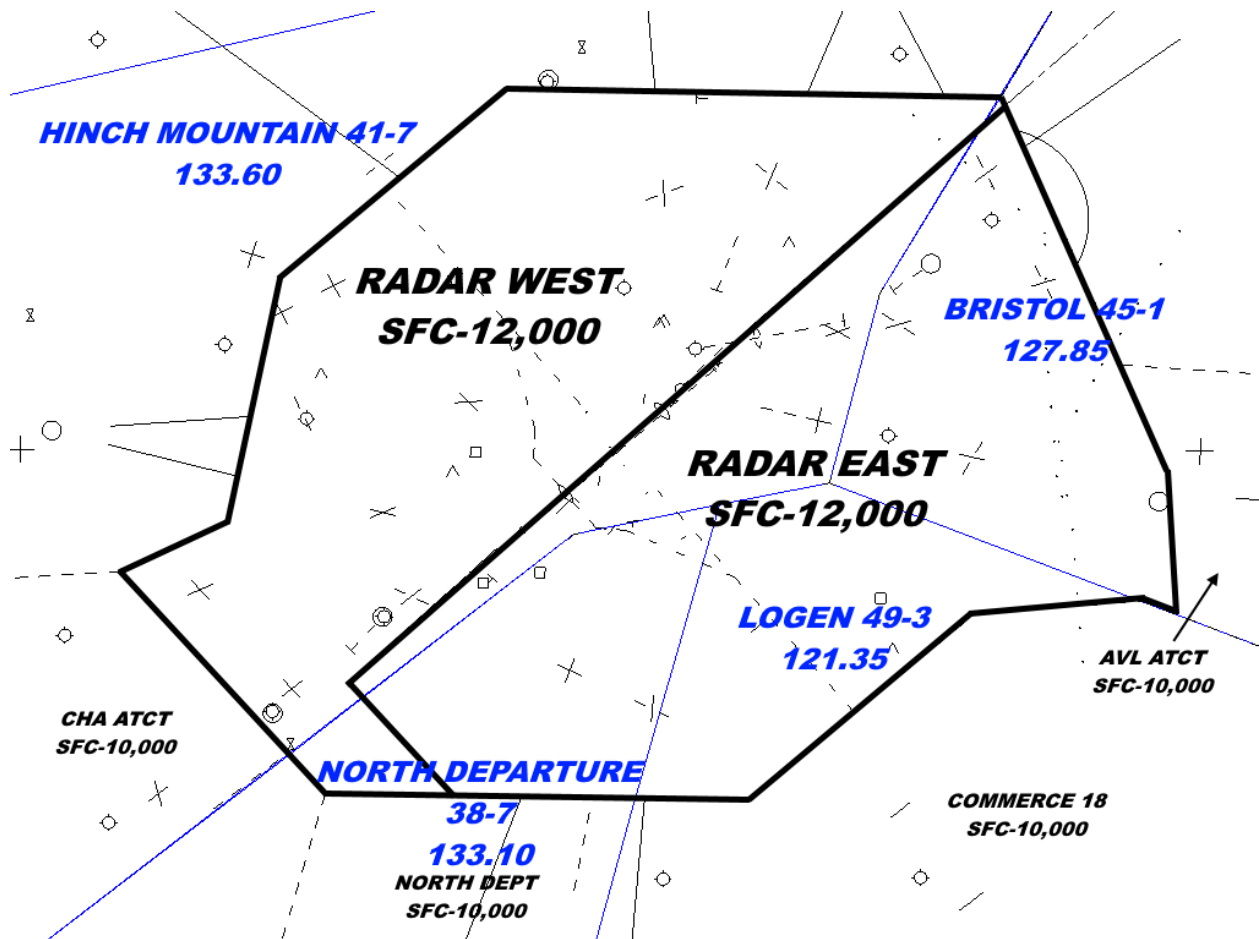 HINCH MOUNTAIN 41-7
133.60
RADAR WEST
SFC-12,000
BRISTOL 45-1
127.85
RADAR EAST
SFC-12,000
LOGEN 49-3
121.35
AVL ATCT
SFC-10,000
CHA ATCT
SFC-10,000
NORTH DEPARTURE
38-7
133.10
NORTH DEPT
SFC-10,000
COMMERCE 18
SFC-10,000